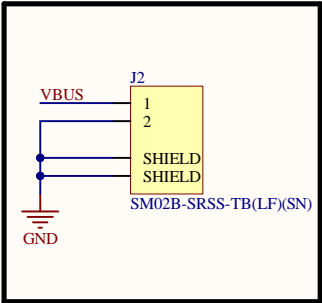 J2
VBUS
1
2
SHIELD
SHIELD
SM02B-SRSS-TB(LF)(SN)
GND